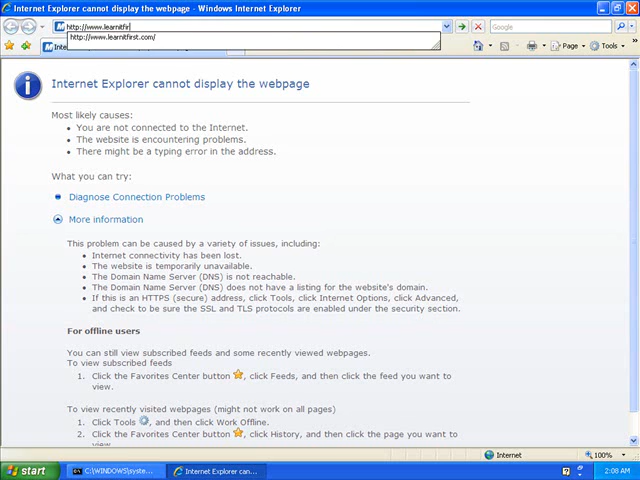 Internet Explorer cannot display the webpage - Windows Internet Explorer
http://www.learnitfir
Google
http://www.learnitfirst.com/
Page
Tools
Internet Explorer cannot display the webpage
Most likely causes:
You are not connected to the Internet.
The website is encountering problems.
There might be a typing error in the address.
What you can try:
Diagnose Connection Problems
More information
This problem can be caused by a variety of issues, including:
Internet connectivity has been lost.
The website is temporarily unavailable.
The Domain Name Server (DNS) is not reachable.
The Domain Name Server (DNS) does not have a listing for the website's domain.
If this is an HTTPS (secure) address, click Tools, click Internet Options, click Advanced,
and check to be sure the SSL and TLS protocols are enabled under the security section.
For offline users
You can still view subscribed feeds and some recently viewed webpages.
To view subscribed feeds
1. Click the Favorites Center button , click Feeds, and then click the feed you want to
view.
To view recently visited webpages (might not work on all pages)
1. Click Tools , and then click Work Offline.
2. Click the Favorites Center button , click History, and then click the page you want to
view.
Internet
100%
start
C:\WINDOWS\syste...
Internet Explorer can...
2:08 AM